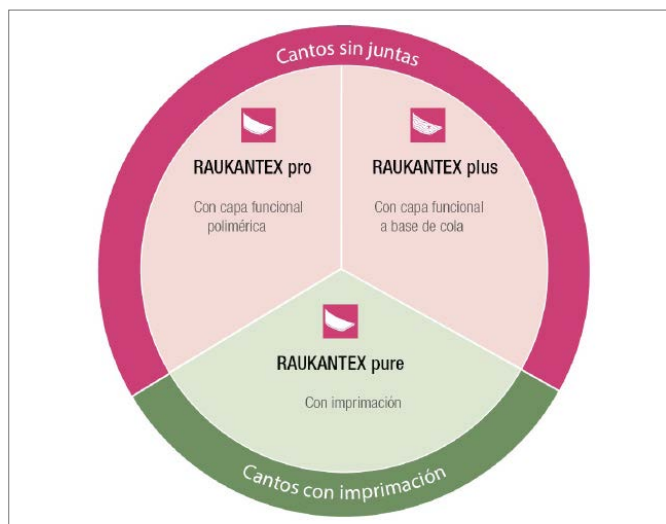 Cantos sin juntas
RAUKANTEX pro
Con capa funcional
polimérica
RAUKANTEX plus
Con capa funcional
a base de cola
RAUKANTEX pure
Con imprimación
Cantos con imprimación